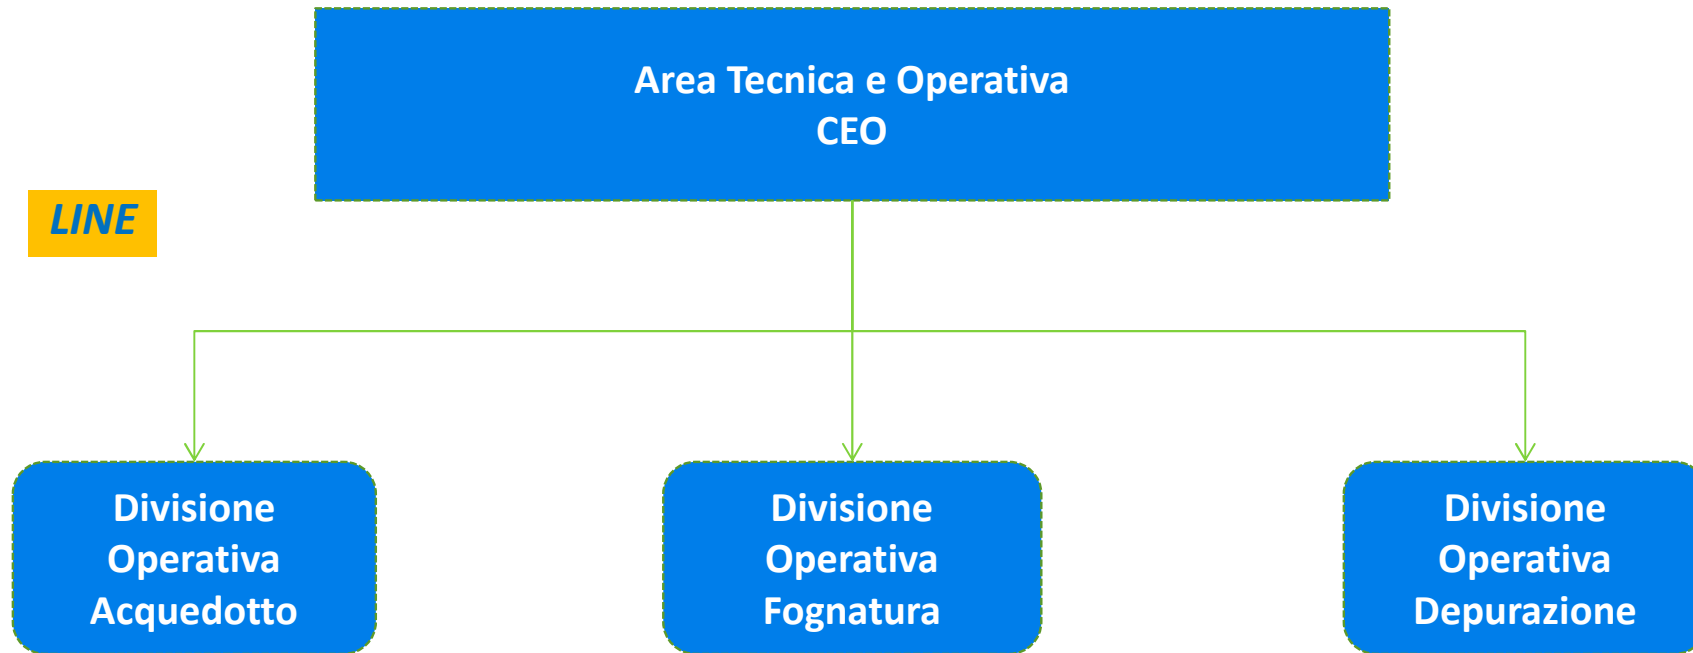 Area Tecnica e Operativa
CEO
LINE
Divisione
Operativa
Acquedotto
Divisione
Operativa
Fognatura
Divisione
Operativa
Depurazione